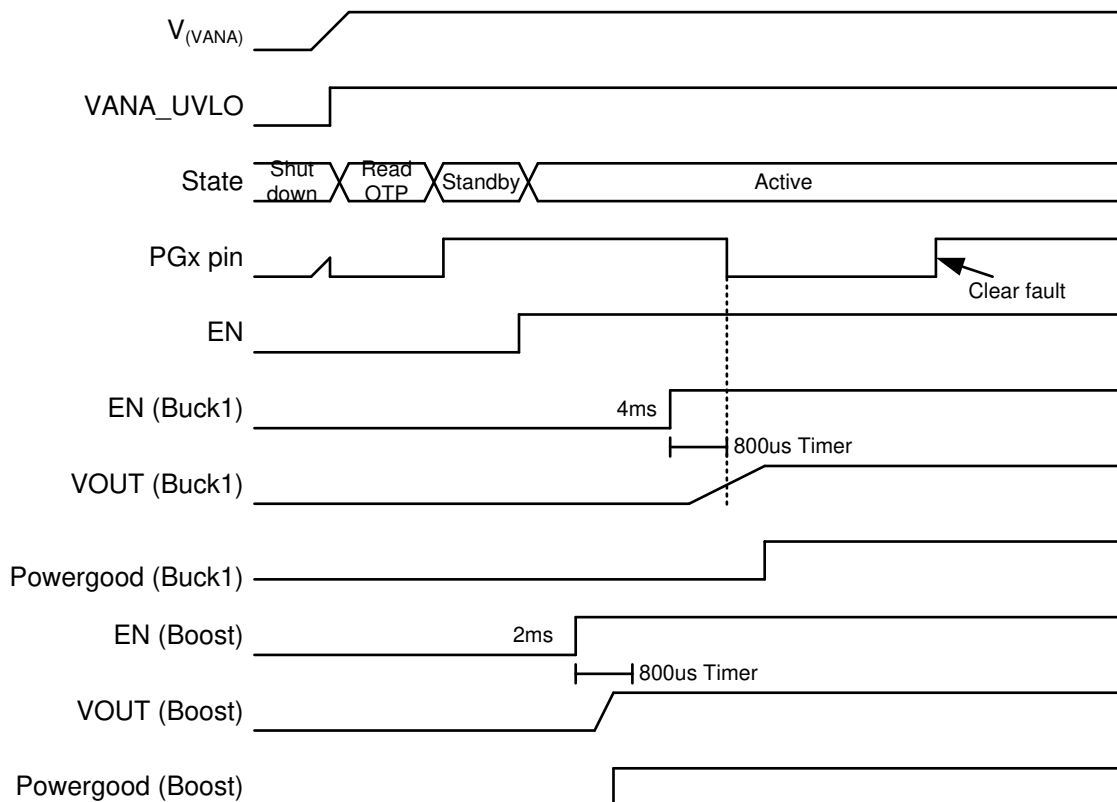 V(VANA)
VANA_UVLO
State
Shut
down
Read
OTP
Standby
Active
PGx pin
Clear fault
EN
EN (Buck1)
4ms
800us Timer
VOUT (Buck1)
Powergood (Buck1)
EN (Boost)
2ms
800us Timer
VOUT (Boost)
Powergood (Boost)